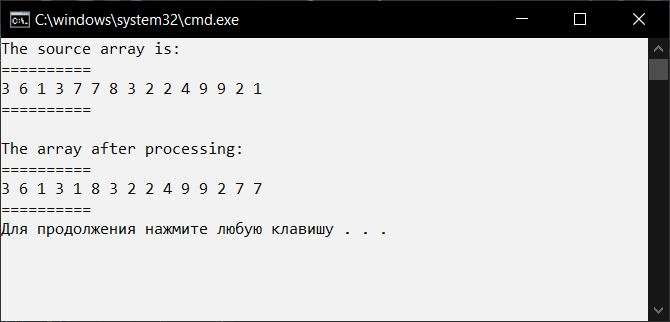 C:\windows\system32\cmd.exe
The source array is:
==========
3 6 1 3 7 7 8 3 2 2 4 9 9 2 1
==========
The array after processing:
==========
3 6 1 3 1 8 3 2 2 4 9 9 2 7 7
==========
Для продолжения нажмите любую клавишу . . .